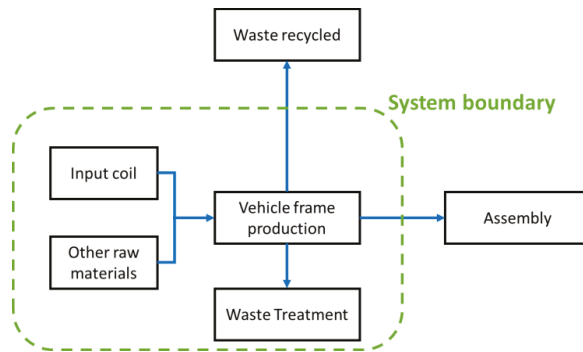 Waste recycled
System boundary
Input coil
Vehicle frame
production
Assembly
Other raw
materials
Waste Treatment